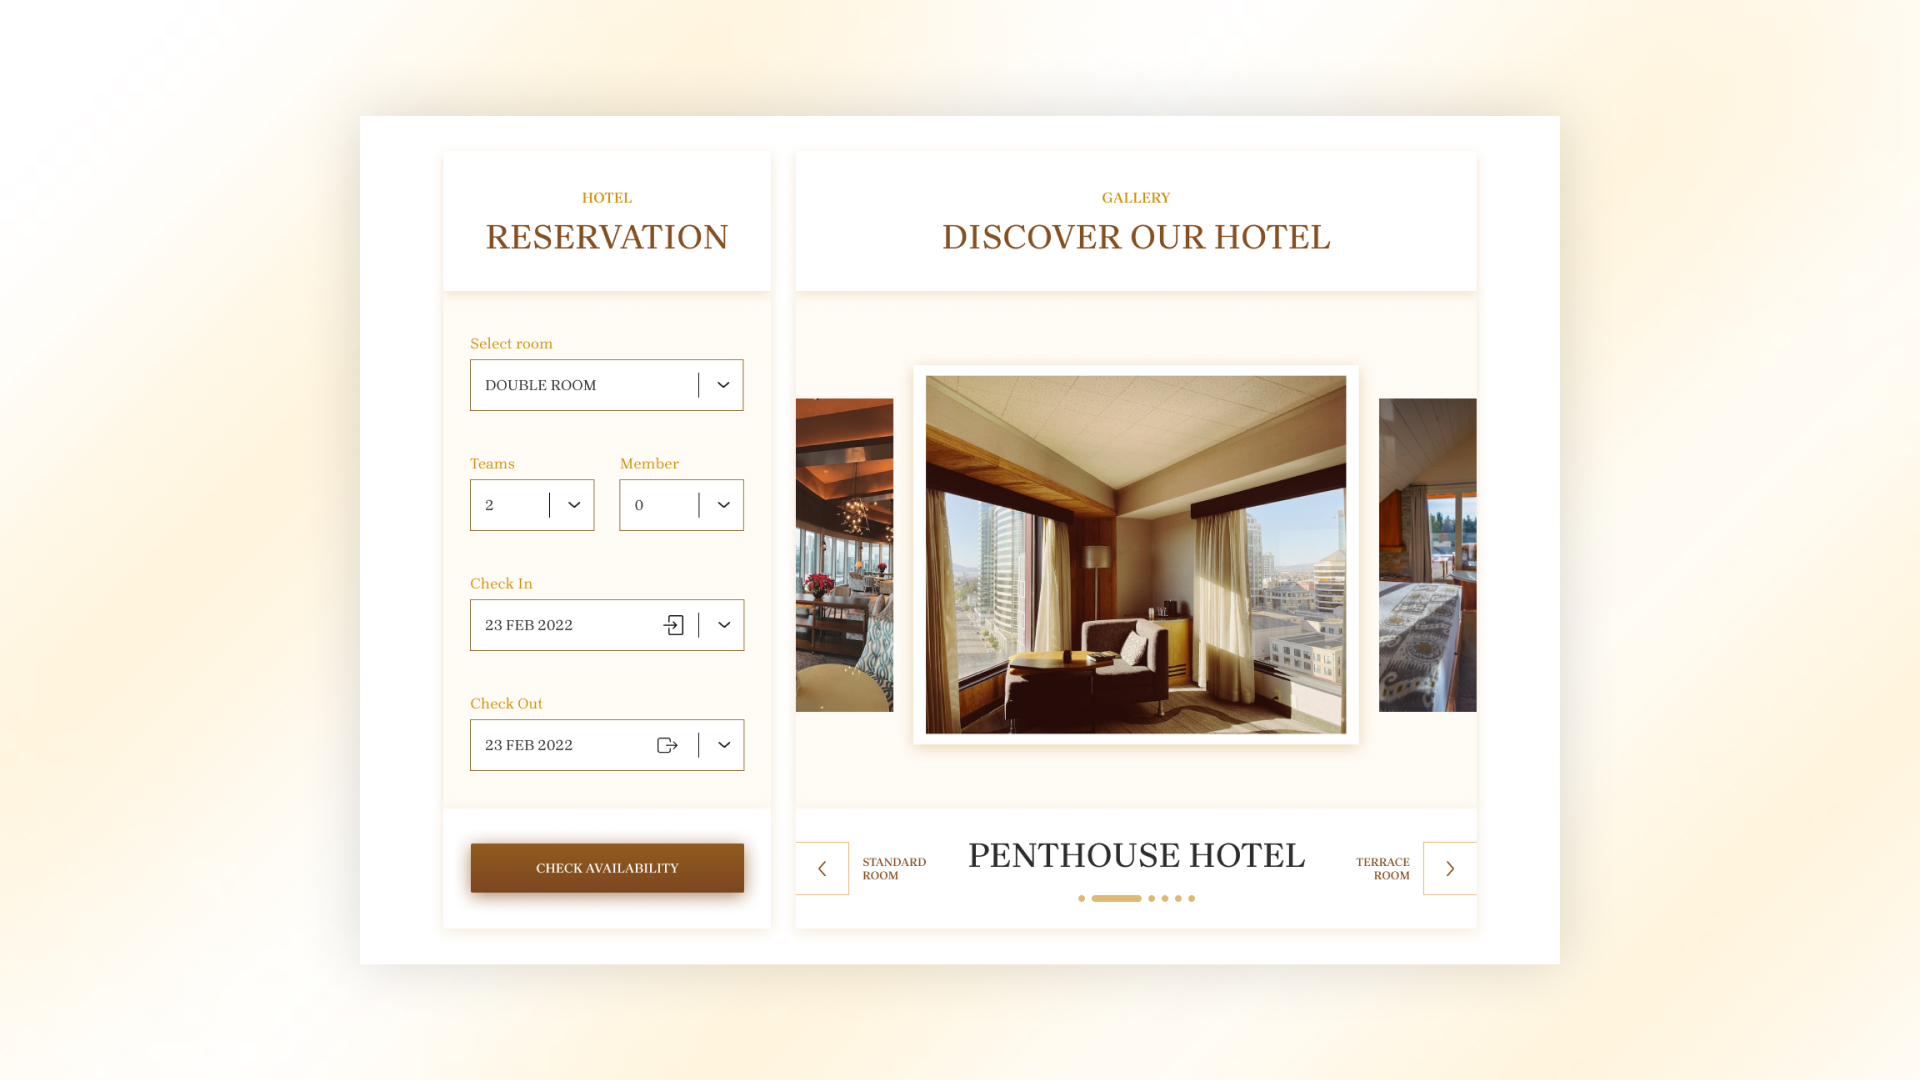 HOTEL
RESERVATION
Select room
DOUBLE ROOM
Teams
Member
2
0
Check In
23 FEB 2022
Check Out
23 FEB 2022
CHECK AVAILABILITY
GALLERY
DISCOVER OUR HOTEL
STANDARD
ROOM
PENTHOUSE HOTEL
TERRACE
ROOM